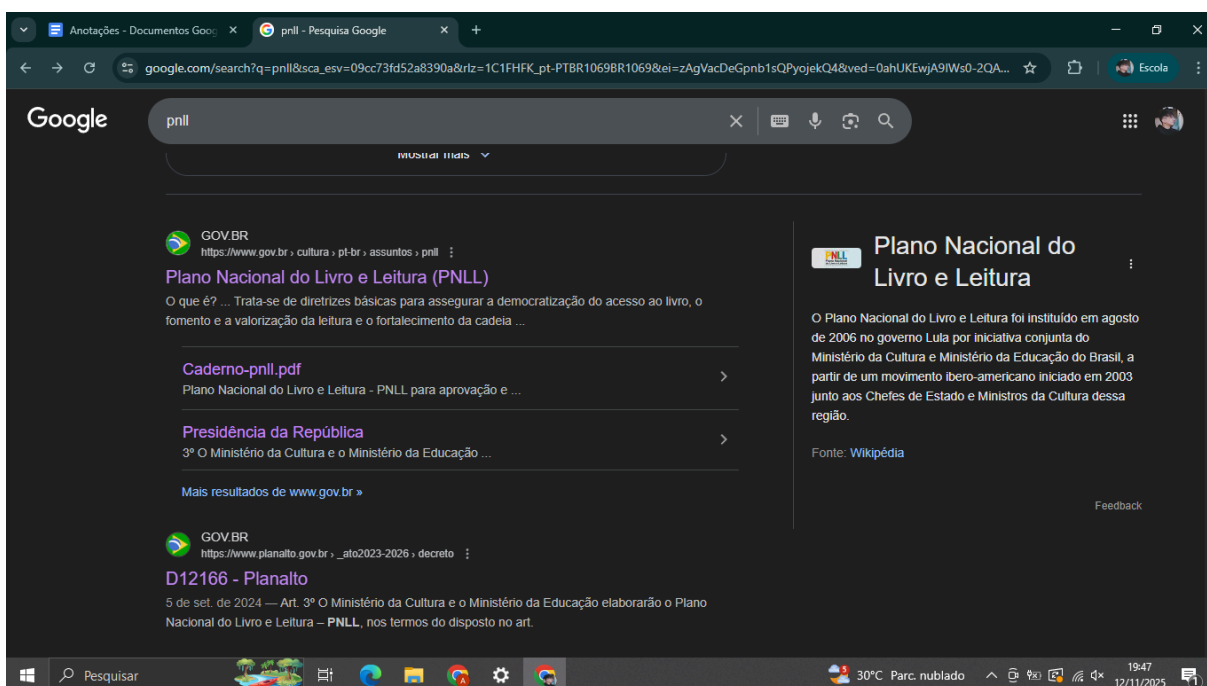 Anotações - Documentos Goog
pnll - Pesquisa Google
google.com/search?q=pnll&sca_esv=09cc73fd52a8390a&rlz=1C1FHFK_pt-PTBR1069BR1069&ei=zAgVacDeGpnb1sQPyojekQ4&ved=0ahUKEwjA9IWs0-2QA...
Escola
Google
pnll
Mostrar mais
GOV.BR
https://www.gov.br › cultura › pt-br › assuntos › pnll
Plano Nacional do Livro e Leitura (PNLL)
O que é? ... Trata-se de diretrizes básicas para assegurar a democratização do acesso ao livro, o
fomento e a valorização da leitura e o fortalecimento da cadeia ...
Caderno-pnll.pdf
Plano Nacional do Livro e Leitura - PNLL para aprovação e ...
Presidência da República
3º O Ministério da Cultura e o Ministério da Educação ...
Mais resultados de www.gov.br »
GOV.BR
https://www.planalto.gov.br › _ato2023-2026 › decreto
D12166 - Planalto
5 de set. de 2024 — Art. 3º O Ministério da Cultura e o Ministério da Educação elaborarão o Plano
Nacional do Livro e Leitura – PNLL, nos termos do disposto no art.
PNLL
Plano Nacional do
Livro e Leitura
O Plano Nacional do Livro e Leitura foi instituído em agosto
de 2006 no governo Lula por iniciativa conjunta do
Ministério da Cultura e Ministério da Educação do Brasil, a
partir de um movimento ibero-americano iniciado em 2003
junto aos Chefes de Estado e Ministros da Cultura dessa
região.
Fonte: Wikipédia
Feedback
Pesquisar
30°C Parc. nublado
19:47
12/11/2025